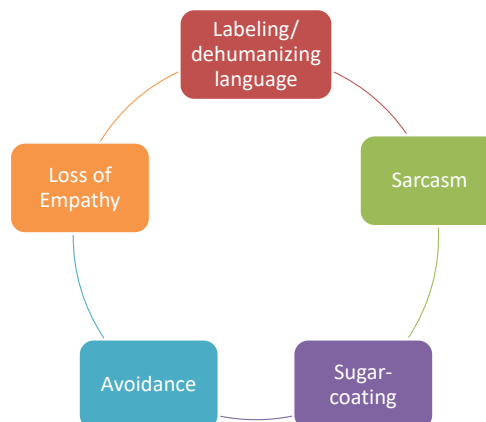 Labeling/
dehumanizing
language
Sarcasm
Sugar-
coating
Avoidance
Loss of
Empathy